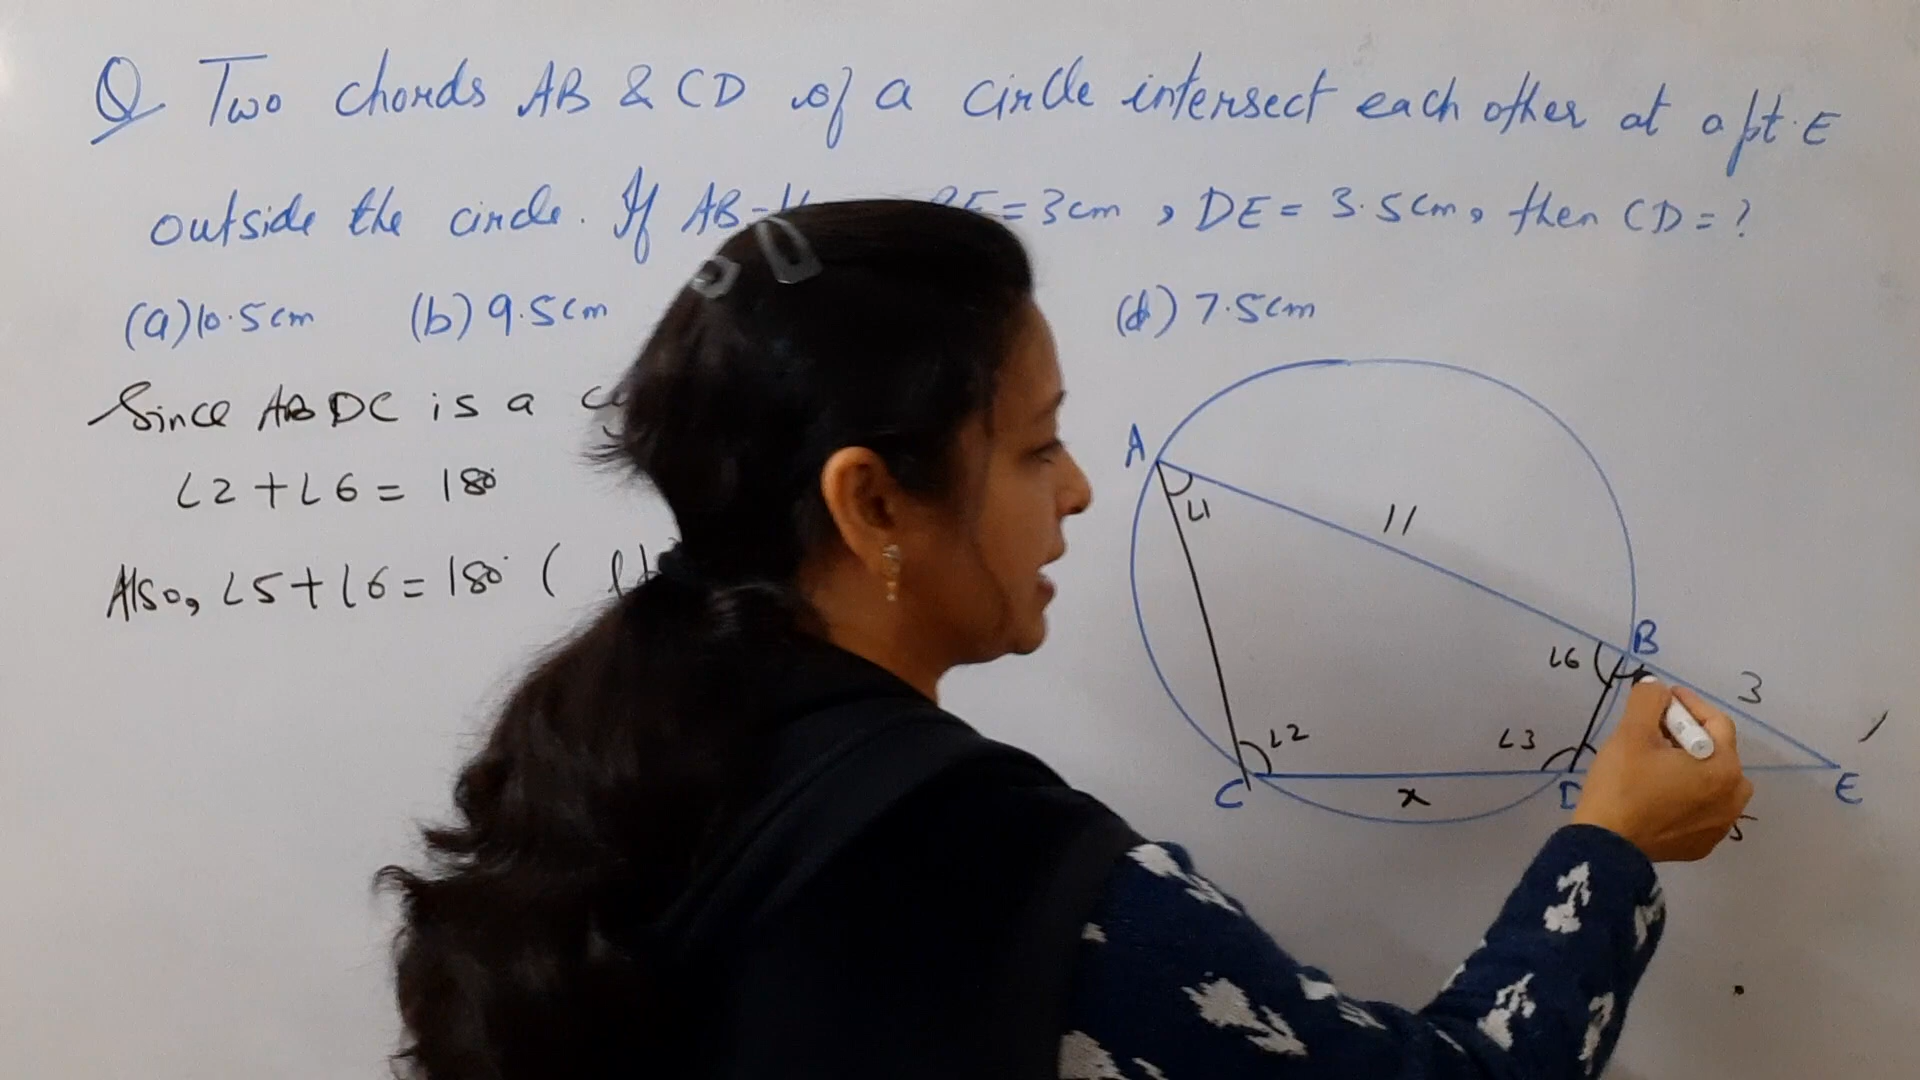 Q Two chords AB & CD of a circle intersect each other at a pt. E
outside the circle. If AB = 11 = 3cm, DE = 3.5cm, then CD = ?
(a) 10.5cm (b) 9.5cm (d) 7.5cm
Since ABDC is a
∠2 + ∠6 = 180°
Also, ∠5 + ∠6 = 180° (
A
∠1
11
B
∠6
3
∠2
∠3
C
x
D
E
5